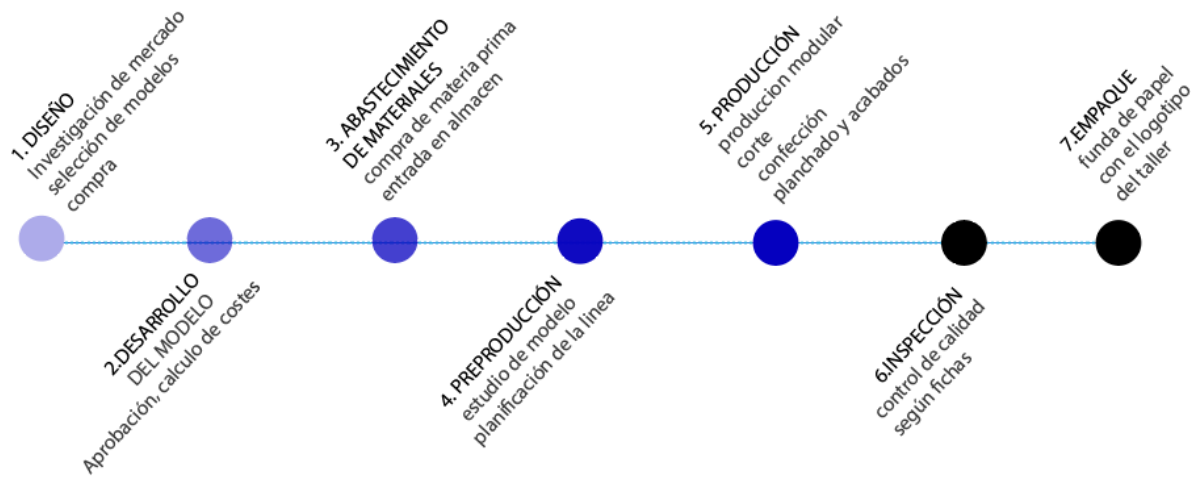 1. DISEÑO
Investigación de mercado
selección de modelos
compra
2.DESARROLLO
DEL MODELO
Aprobación, calculo de costes
3. ABASTECIMIENTO
DE MATERIALES
compra de materia prima
entrada en almacen
4. PREPRODUCCIÓN
estudio de modelo
planificación de la linea
5. PRODUCCIÓN
produccion modular
corte
confección
planchado y acabados
6.INSPECCIÓN
control de calidad
según fichas
7.EMPAQUE
funda de papel
con el logotipo
del taller